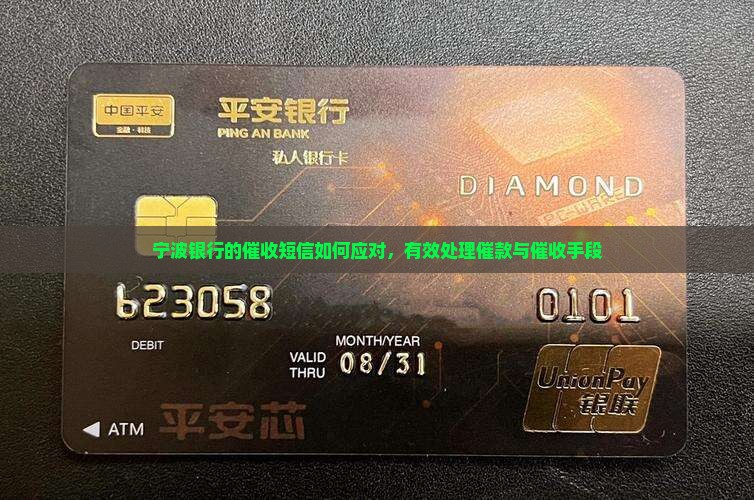 中国平安
金融·科技
平安银行
PING AN BANK
私人银行卡
DIAMOND
宁波银行的催收短信如何应对，有效处理催款与催收手段
623058
0101
DEBIT
MONTH/YEAR
VALID
THRU
08/31
UnionPay
银联
ATM
平安芯